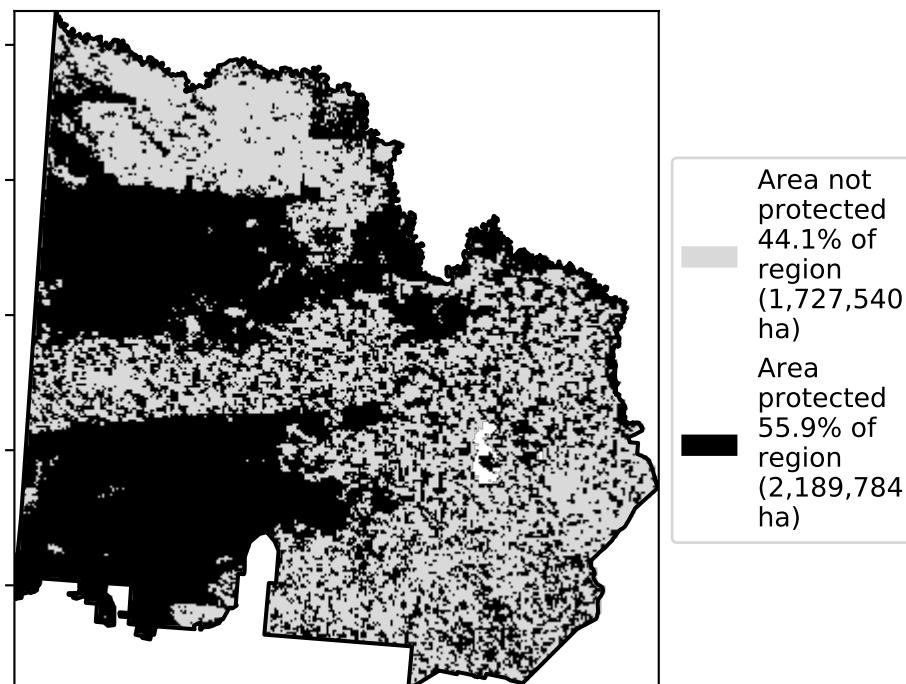 Area not
protected
44.1% of
region
(1,727,540
ha)
Area
protected
55.9% of
region
(2,189,784
ha)